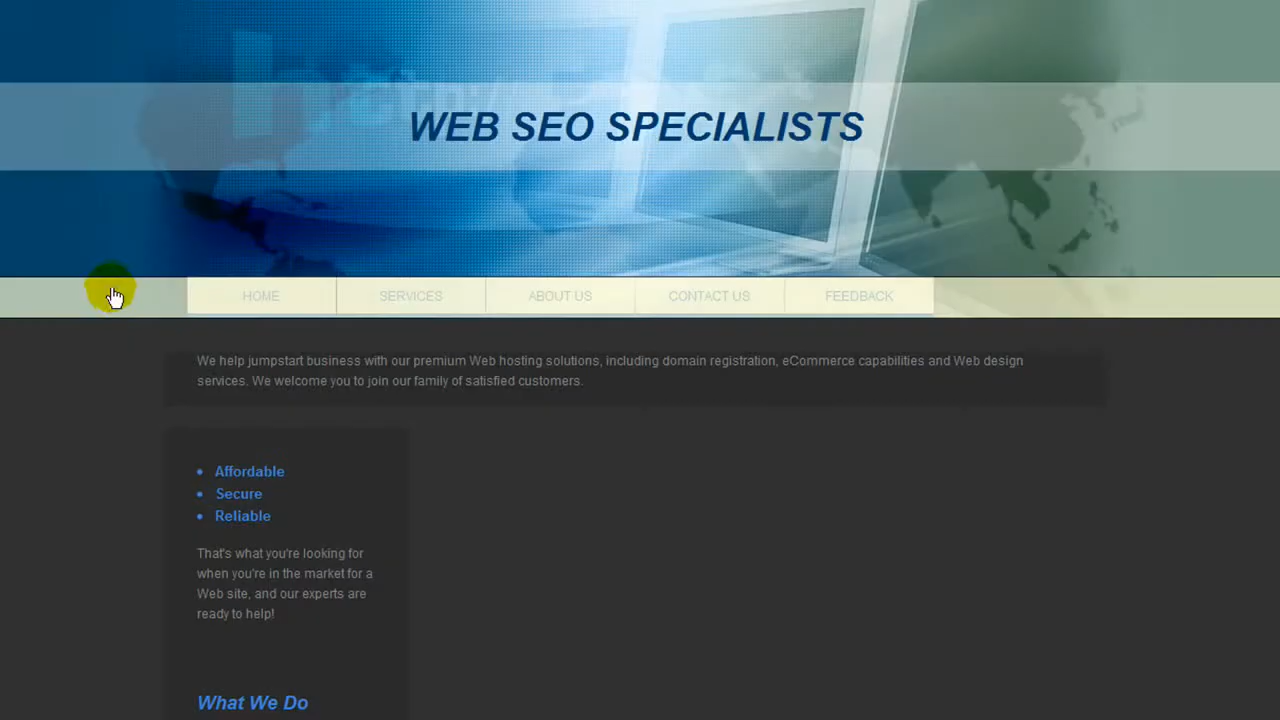 WEB SEO SPECIALISTS
HOME SERVICES ABOUT US CONTACT US FEEDBACK
We help jumpstart business with our premium Web hosting solutions, including domain registration, eCommerce capabilities and Web design
services. We welcome you to join our family of satisfied customers.
Affordable
Secure
Reliable
That's what you're looking for
when you're in the market for a
Web site, and our experts are
ready to help!
What We Do